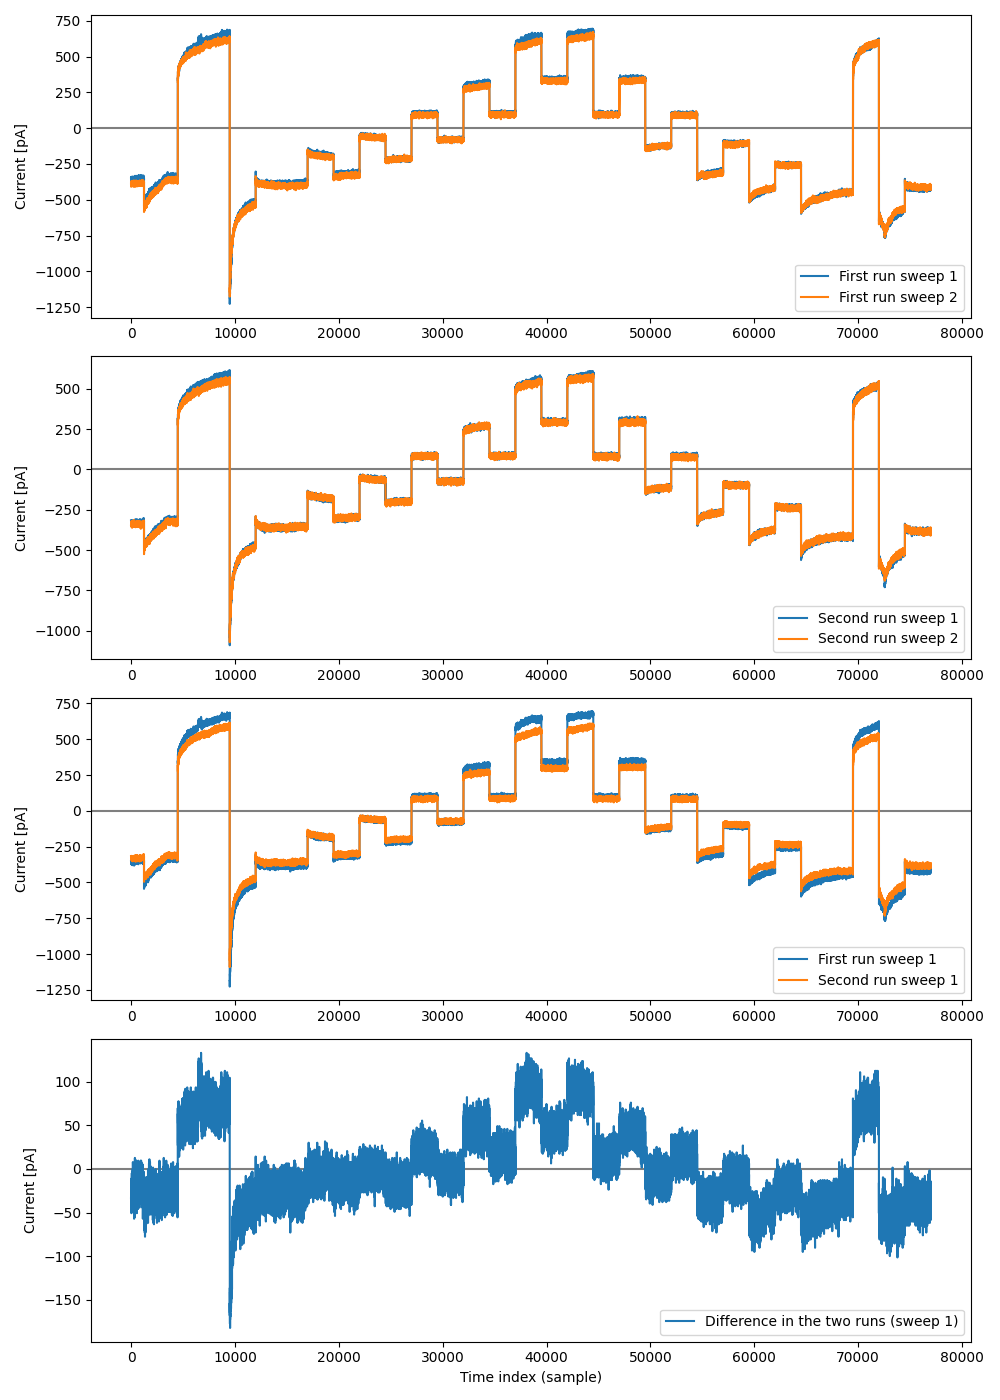 750
500
250
0
−250
−500
−750
−1000
−1250
Current [pA]
First run sweep 1
First run sweep 2
0 10000 20000 30000 40000 50000 60000 70000 80000
500
250
0
−250
−500
−750
−1000
Current [pA]
Second run sweep 1
Second run sweep 2
0 10000 20000 30000 40000 50000 60000 70000 80000
750
500
250
0
−250
−500
−750
−1000
−1250
Current [pA]
First run sweep 1
Second run sweep 1
0 10000 20000 30000 40000 50000 60000 70000 80000
100
50
0
−50
−100
−150
Current [pA]
Difference in the two runs (sweep 1)
0 10000 20000 30000 40000 50000 60000 70000 80000
Time index (sample)